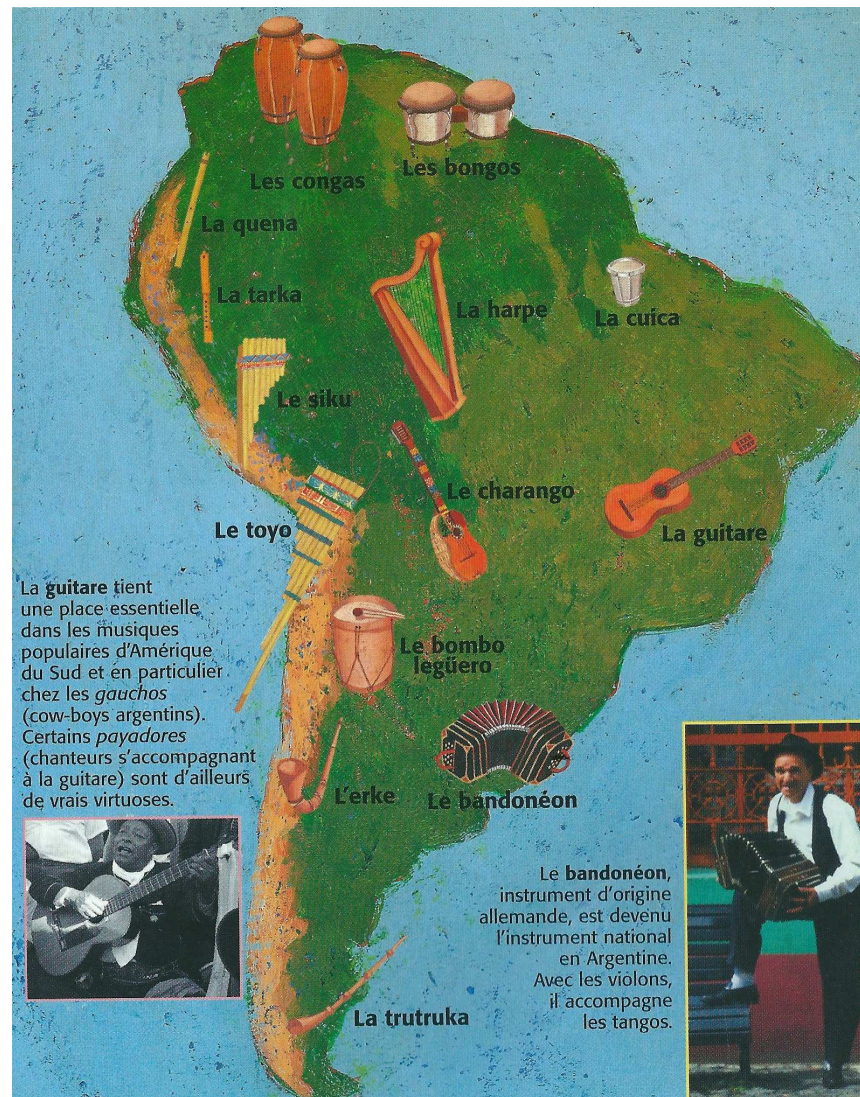 Les congas
Les bongos
La quena
La tarka
La harpe
La cuica
Le siku
Le charango
Le toyo
La guitare
La guitare tient
une place essentielle
dans les musiques
populaires d'Amérique
du Sud et en particulier
chez les gauchos
(cow-boys argentins).
Certains payadores
(chanteurs s'accompagnant
à la guitare) sont d'ailleurs
de vrais virtuoses.
Le bombo
legüero
L'erke
Le bandonéon
Le bandonéon,
instrument d'origine
allemande, est devenu
l'instrument national
en Argentine.
Avec les violons,
il accompagne
les tangos.
La trutruka